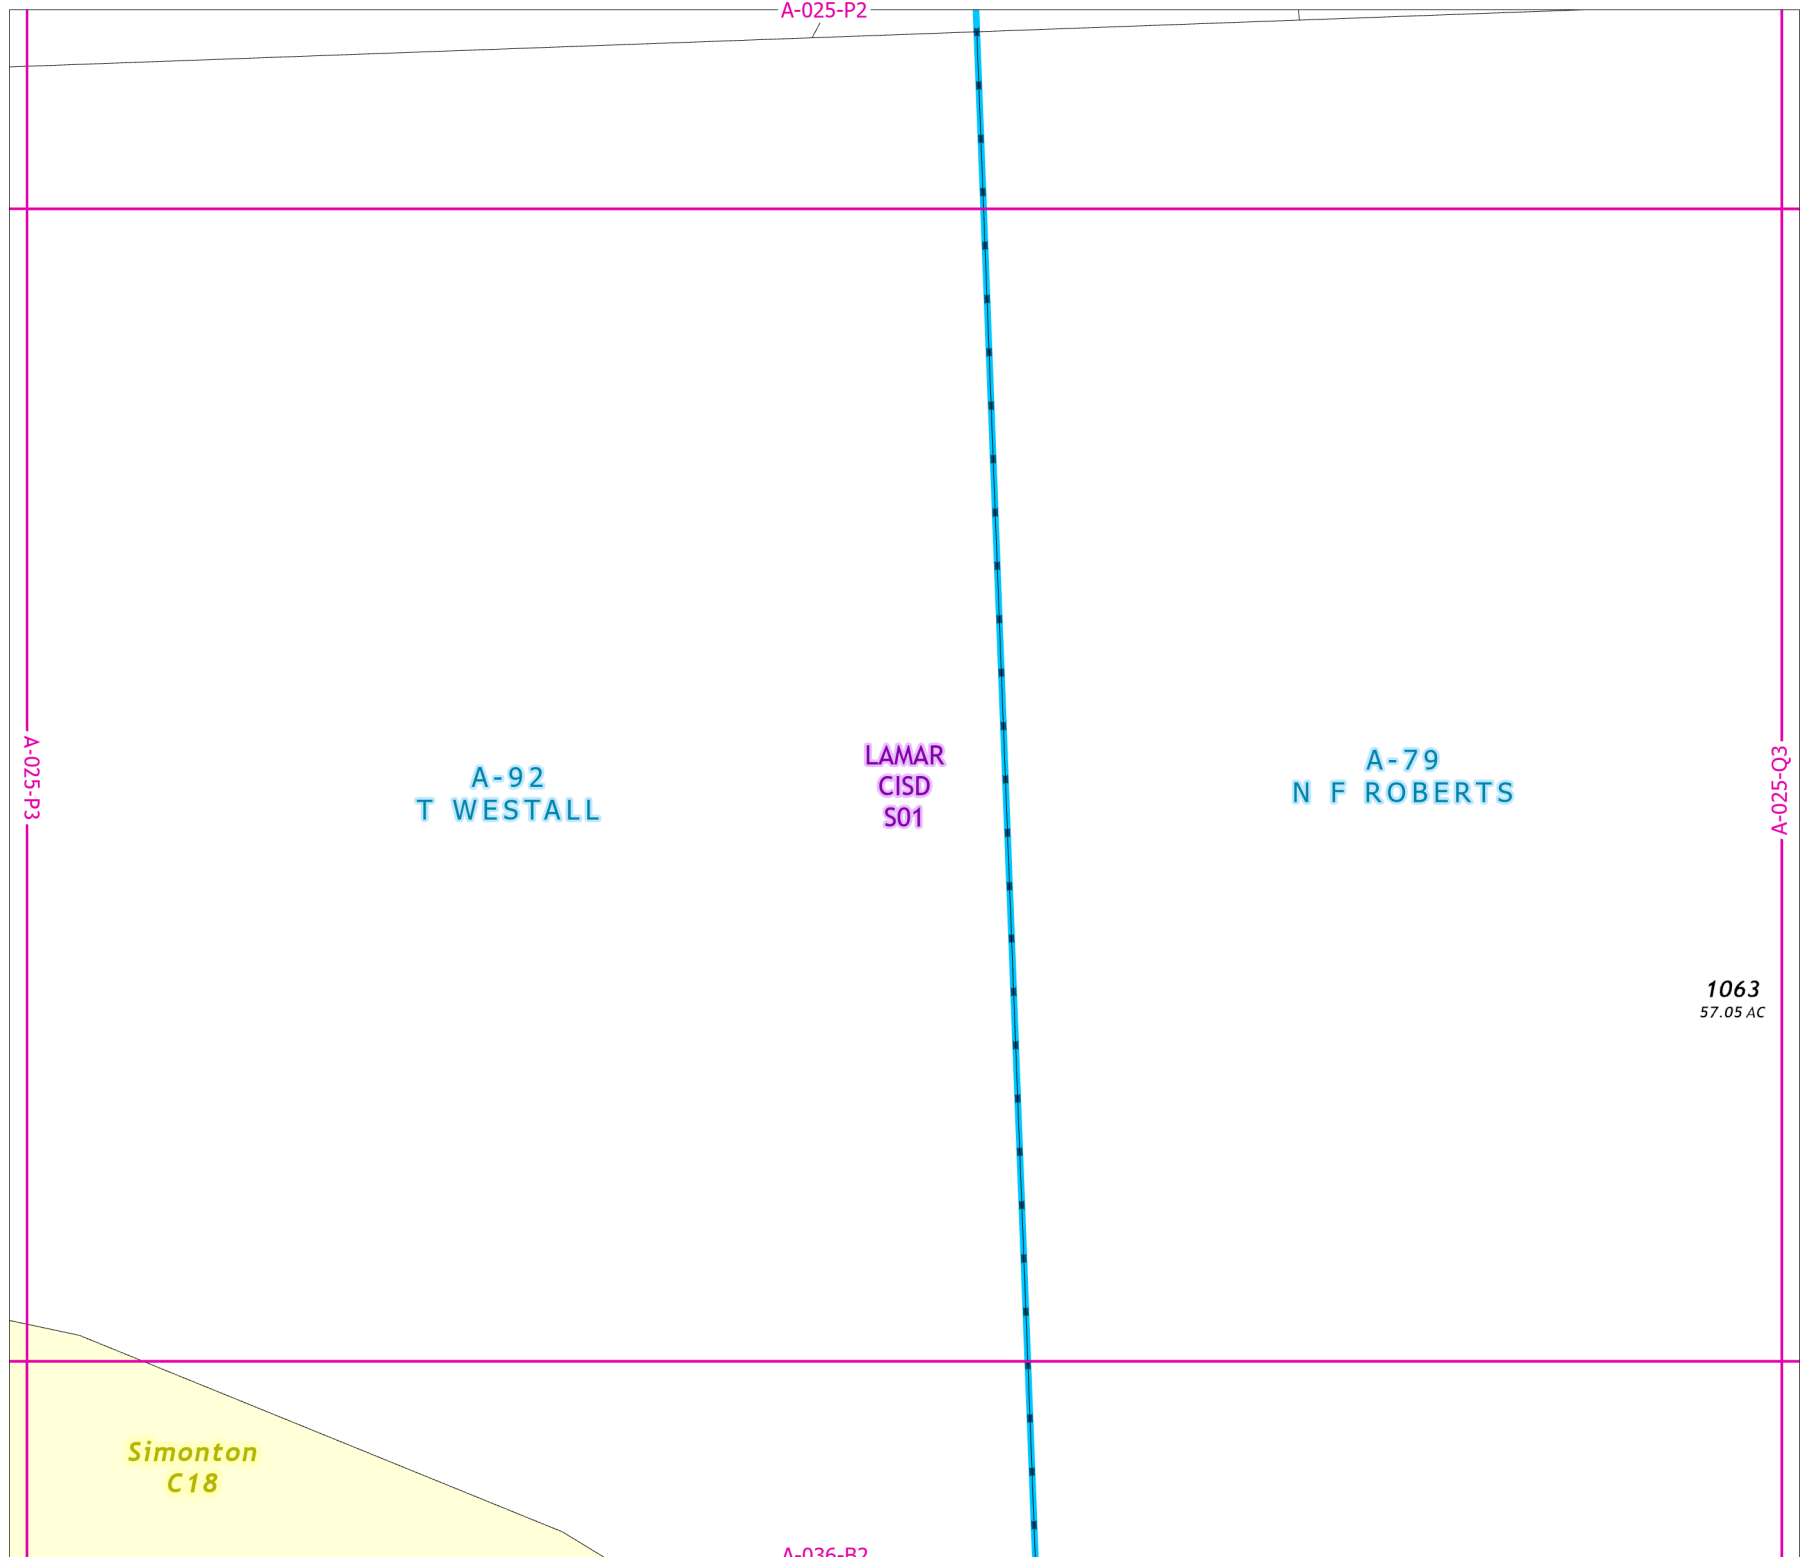 A-025-P2
A-025-P3
A-92
T WESTALL
LAMAR
CISD
S01
A-79
N F ROBERTS
A-025-Q3
1063
57.05 AC
Simonton
C18
A-036-B2